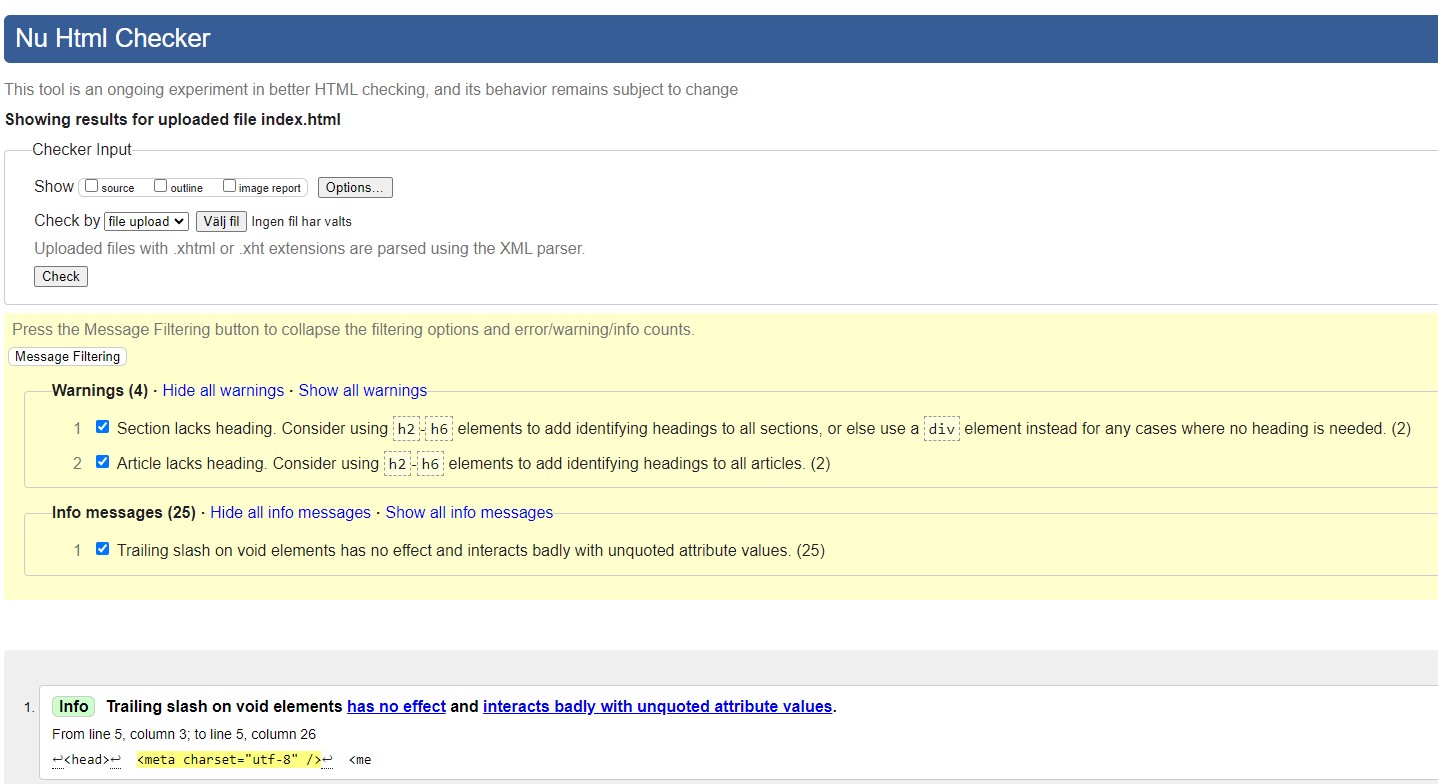 Nu Html Checker
This tool is an ongoing experiment in better HTML checking, and its behavior remains subject to change
Showing results for uploaded file index.html
Checker Input
Show source outline image report Options...
Check by file upload Välj fil Ingen fil har valts
Uploaded files with .xhtml or .xht extensions are parsed using the XML parser.
Check
Press the Message Filtering button to collapse the filtering options and error/warning/info counts.
Message Filtering
Warnings (4) · Hide all warnings · Show all warnings
1 Section lacks heading. Consider using h2-h6 elements to add identifying headings to all sections, or else use a div element instead for any cases where no heading is needed. (2)
2 Article lacks heading. Consider using h2-h6 elements to add identifying headings to all articles. (2)
Info messages (25) · Hide all info messages · Show all info messages
1 Trailing slash on void elements has no effect and interacts badly with unquoted attribute values. (25)
1. Info Trailing slash on void elements has no effect and interacts badly with unquoted attribute values.
From line 5, column 3; to line 5, column 26
↩<head>↩  <meta charset="utf-8" />↩  <me